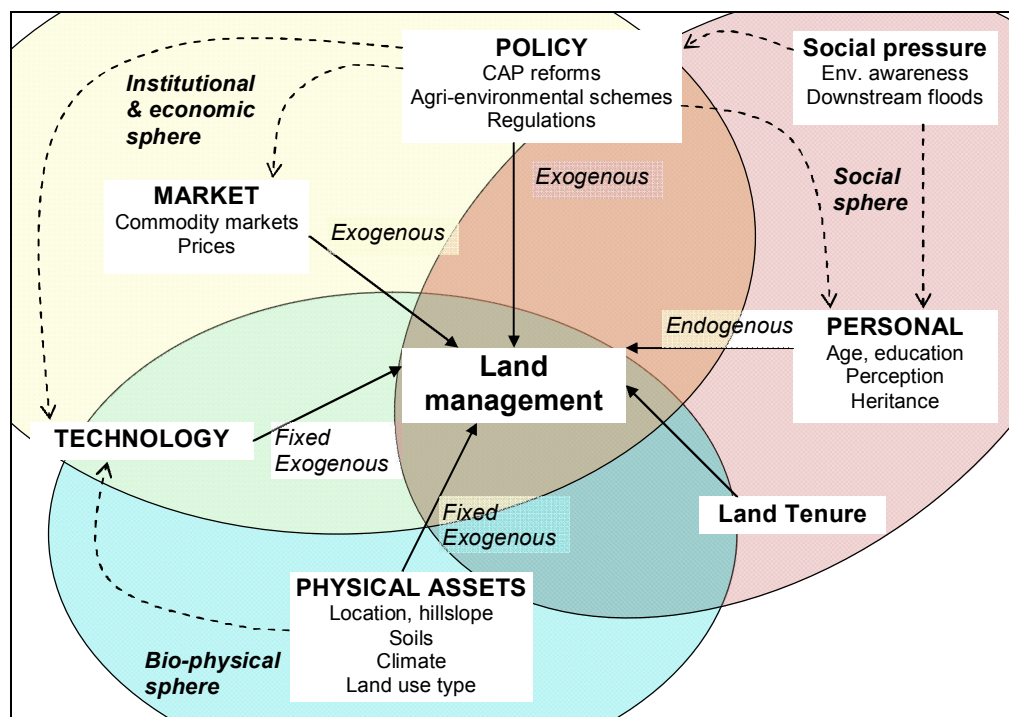 POLICY
CAP reforms
Agri-environmental schemes
Regulations
Social pressure
Env. awareness
Downstream floods
Institutional
& economic
sphere
MARKET
Commodity markets
Prices
Exogenous
Exogenous
Social
sphere
Endogenous
PERSONAL
Age, education
Perception
Heritance
Land
management
TECHNOLOGY
Fixed
Exogenous
Fixed
Exogenous
Land Tenure
PHYSICAL ASSETS
Location, hillslope
Soils
Climate
Land use type
Bio-physical
sphere